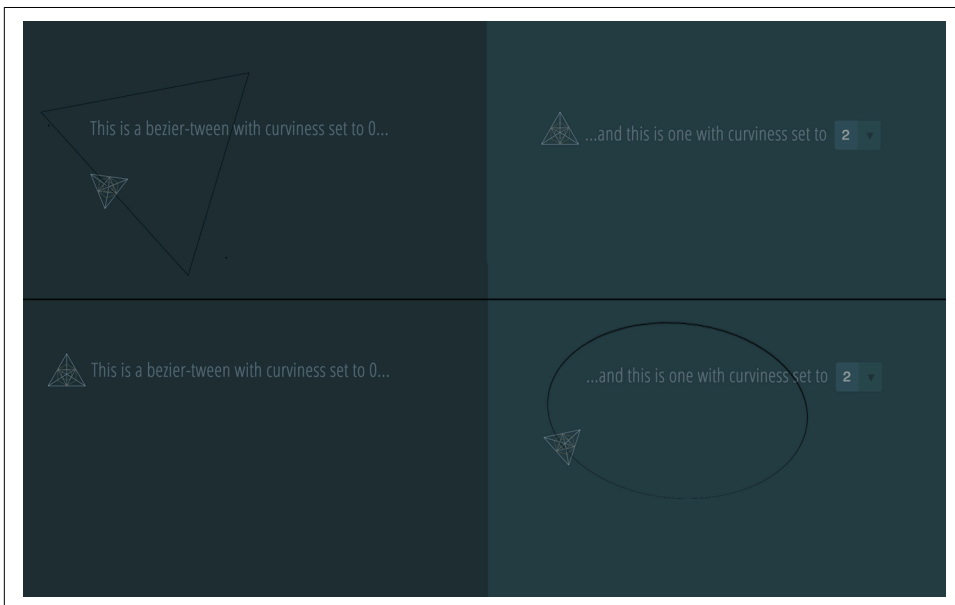 This is a bezier-tween with curviness set to 0...
...and this is one with curviness set to 2
This is a bezier-tween with curviness set to 0...
...and this is one with curviness set to 2